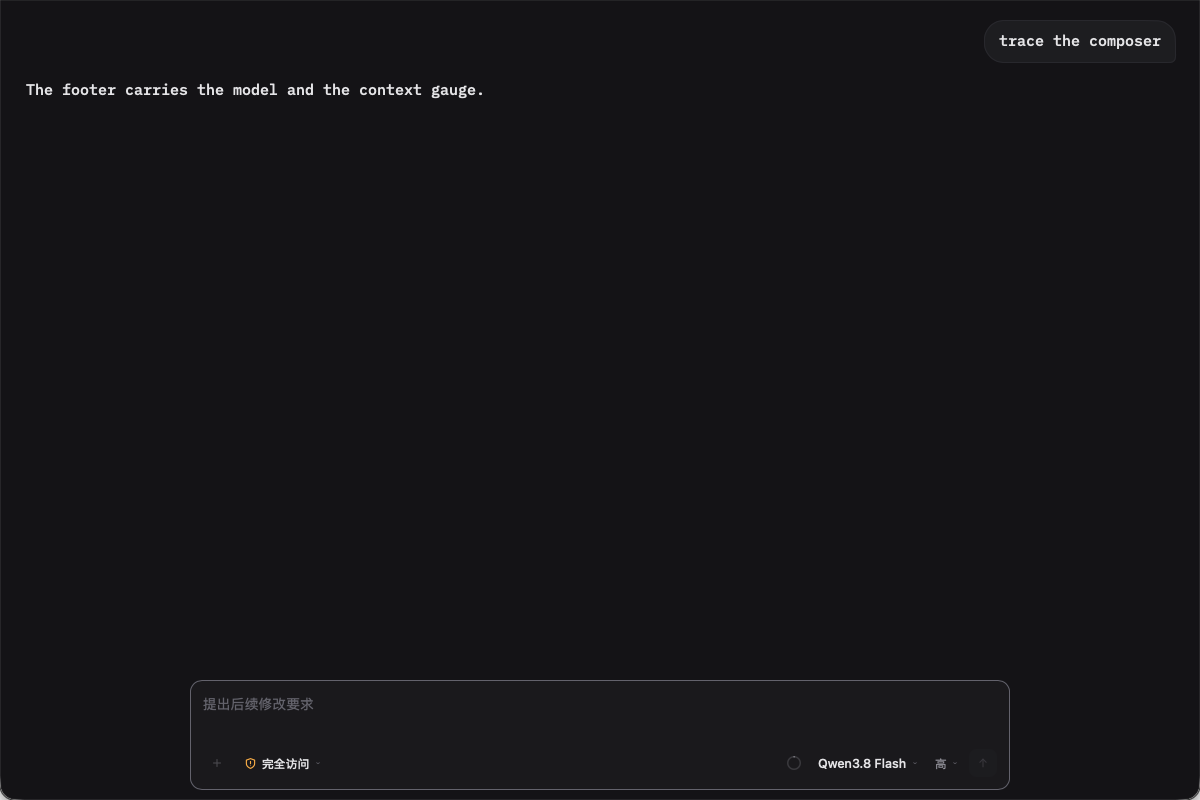 trace the composer
The footer carries the model and the context gauge.
提出后续修改要求
完全访问
Qwen3.8 Flash
高